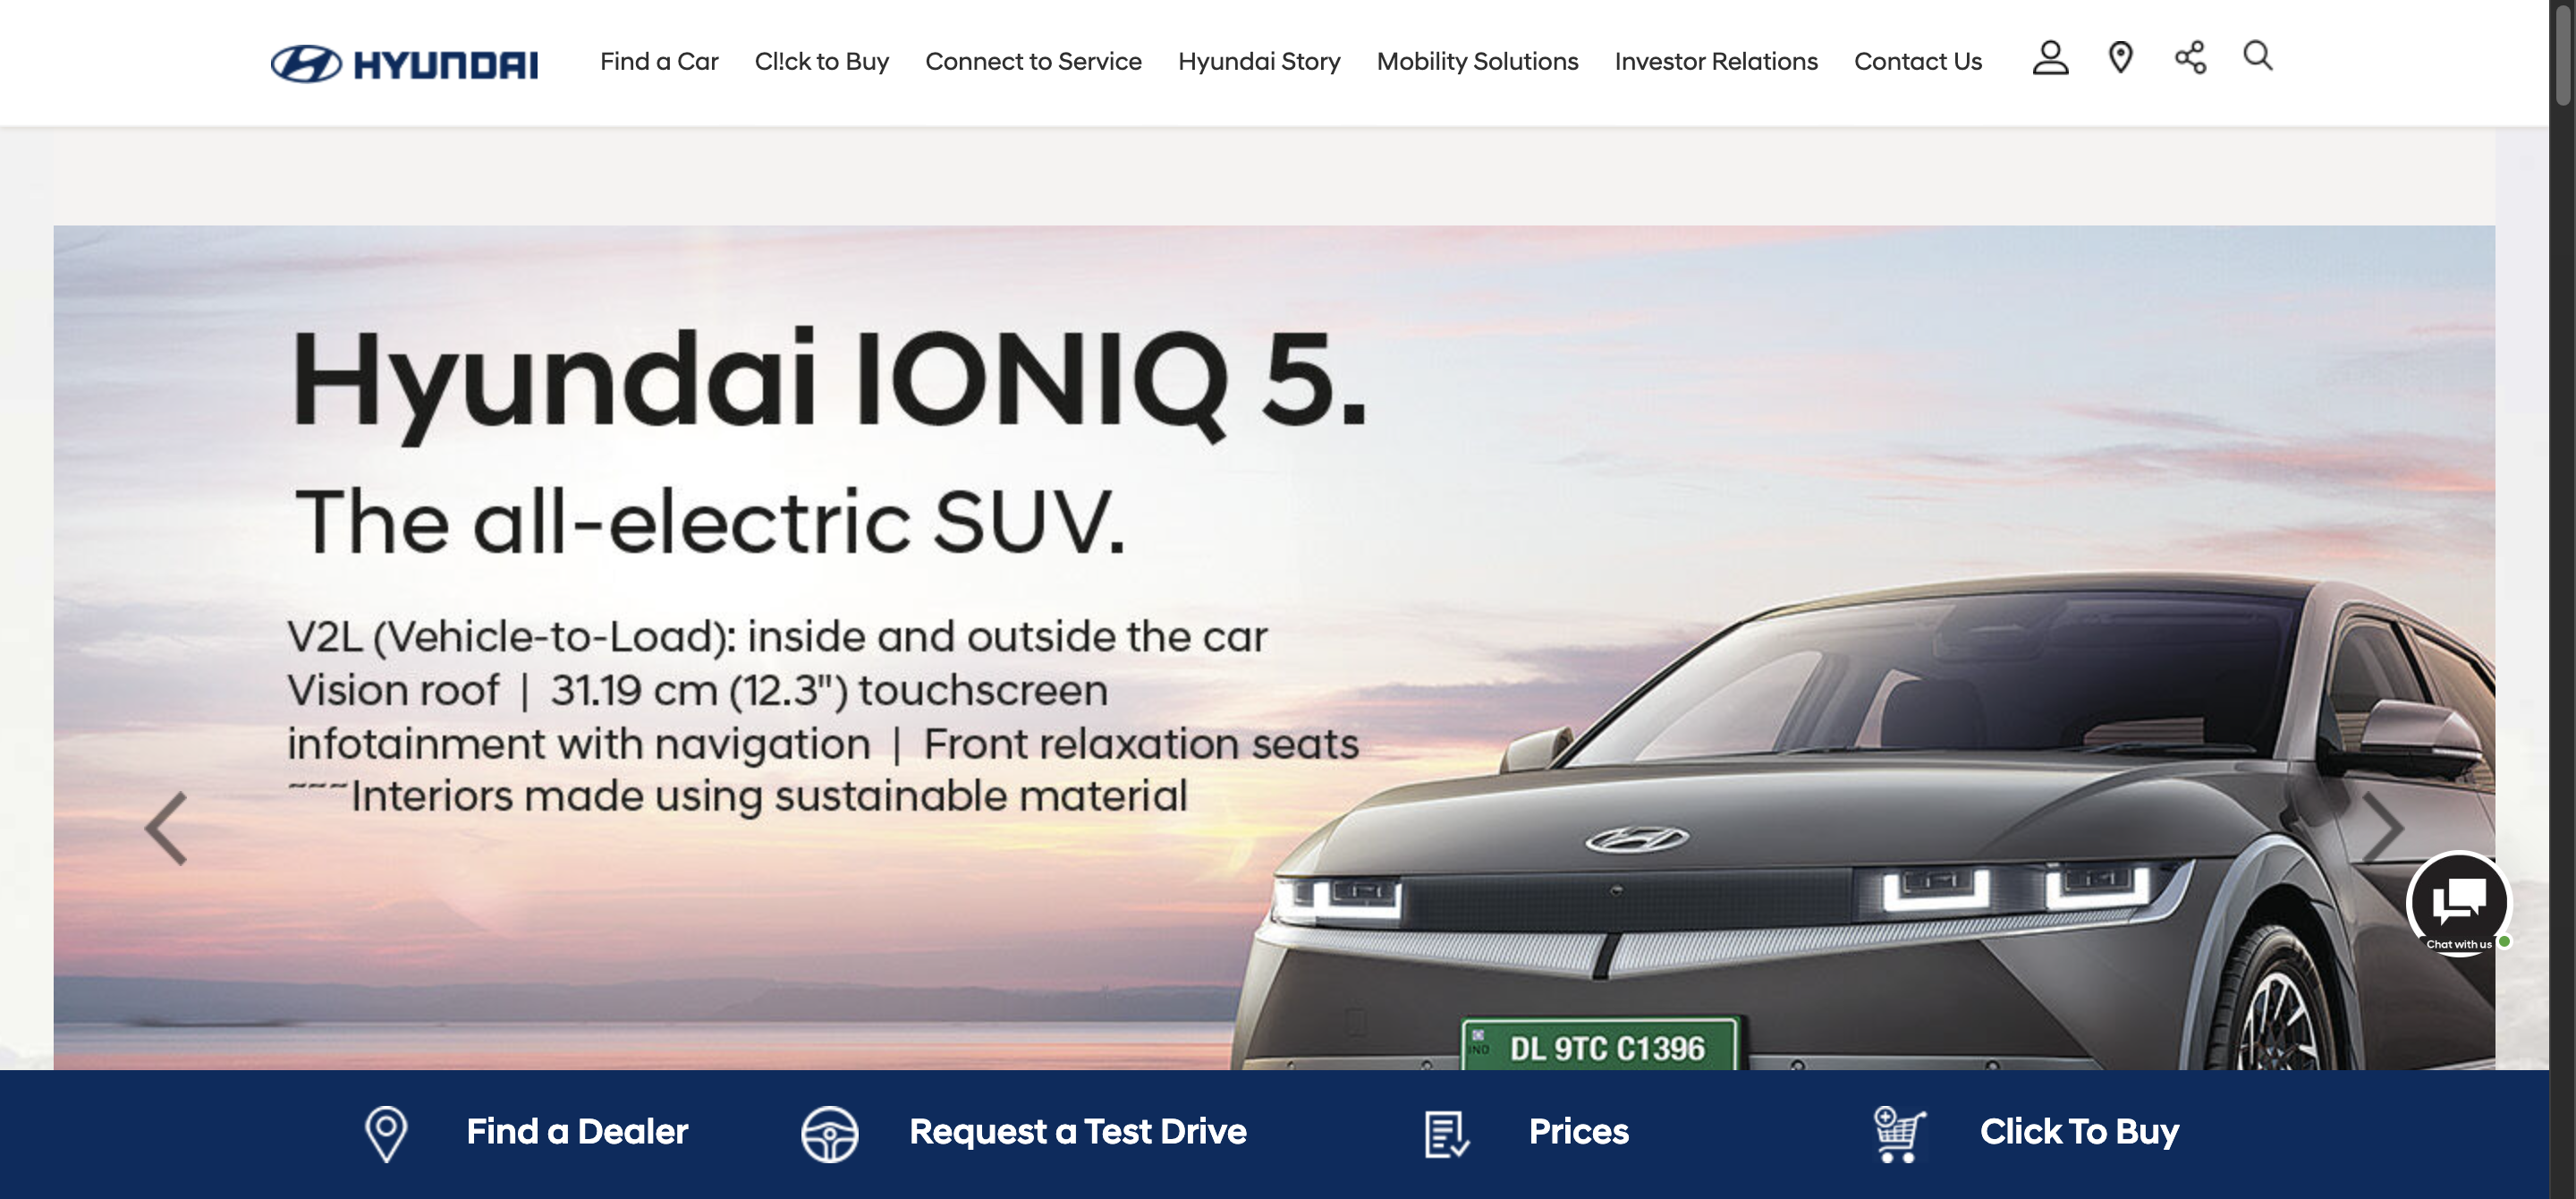 HYUNDAI
Find a Car
Cl!ck to Buy
Connect to Service
Hyundai Story
Mobility Solutions
Investor Relations
Contact Us
Hyundai IONIQ 5.
The all-electric SUV.
V2L (Vehicle-to-Load): inside and outside the car
Vision roof | 31.19 cm (12.3") touchscreen
infotainment with navigation | Front relaxation seats
~~~Interiors made using sustainable material
Chat with us
IND
DL 9TC C1396
Find a Dealer
Request a Test Drive
Prices
Click To Buy